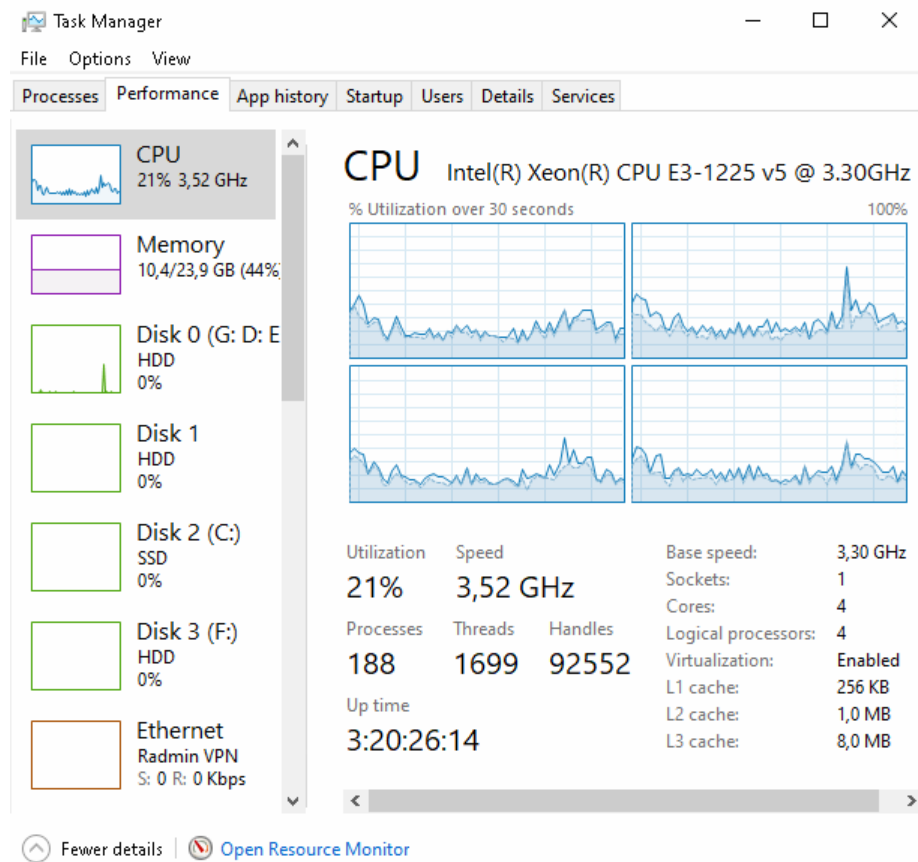 Task Manager
File Options View
Processes Performance App history Startup Users Details Services
CPU
21% 3,52 GHz
Memory
10,4/23,9 GB (44%
Disk 0 (G: D: E
HDD
0%
Disk 1
HDD
0%
Disk 2 (C:)
SSD
0%
Disk 3 (F:)
HDD
0%
Ethernet
Radmin VPN
S: 0 R: 0 Kbps
CPU Intel(R) Xeon(R) CPU E3-1225 v5 @ 3.30GHz
% Utilization over 30 seconds 100%
Utilization Speed
21% 3,52 GHz
Processes Threads Handles
188 1699 92552
Up time
3:20:26:14
Base speed: 3,30 GHz
Sockets: 1
Cores: 4
Logical processors: 4
Virtualization: Enabled
L1 cache: 256 KB
L2 cache: 1,0 MB
L3 cache: 8,0 MB
Fewer details Open Resource Monitor